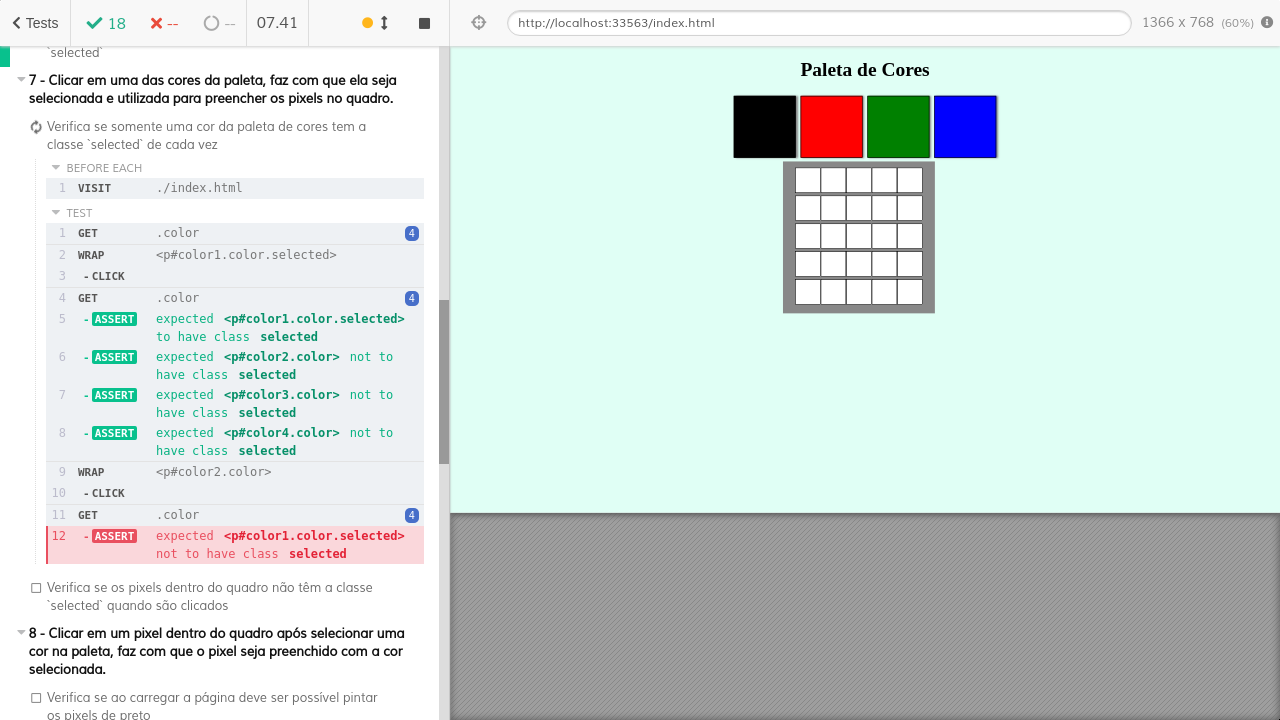 Tests
18
--
--
07.41
http://localhost:33563/index.html
1366 x 768 (60%)
`selected`
7 - Clicar em uma das cores da paleta, faz com que ela seja
selecionada e utilizada para preencher os pixels no quadro.
Verifica se somente uma cor da paleta de cores tem a
classe `selected` de cada vez
BEFORE EACH
1 VISIT ./index.html
TEST
1 GET .color 4
2 WRAP <p#color1.color.selected>
3 -CLICK
4 GET .color 4
5 -ASSERT expected <p#color1.color.selected>
to have class selected
6 -ASSERT expected <p#color2.color> not to
have class selected
7 -ASSERT expected <p#color3.color> not to
have class selected
8 -ASSERT expected <p#color4.color> not to
have class selected
9 WRAP <p#color2.color>
10 -CLICK
11 GET .color 4
12 -ASSERT expected <p#color1.color.selected>
not to have class selected
Verifica se os pixels dentro do quadro não têm a classe
`selected` quando são clicados
8 - Clicar em um pixel dentro do quadro após selecionar uma
cor na paleta, faz com que o pixel seja preenchido com a cor
selecionada.
Verifica se ao carregar a página deve ser possível pintar
os pixels de preto
Paleta de Cores